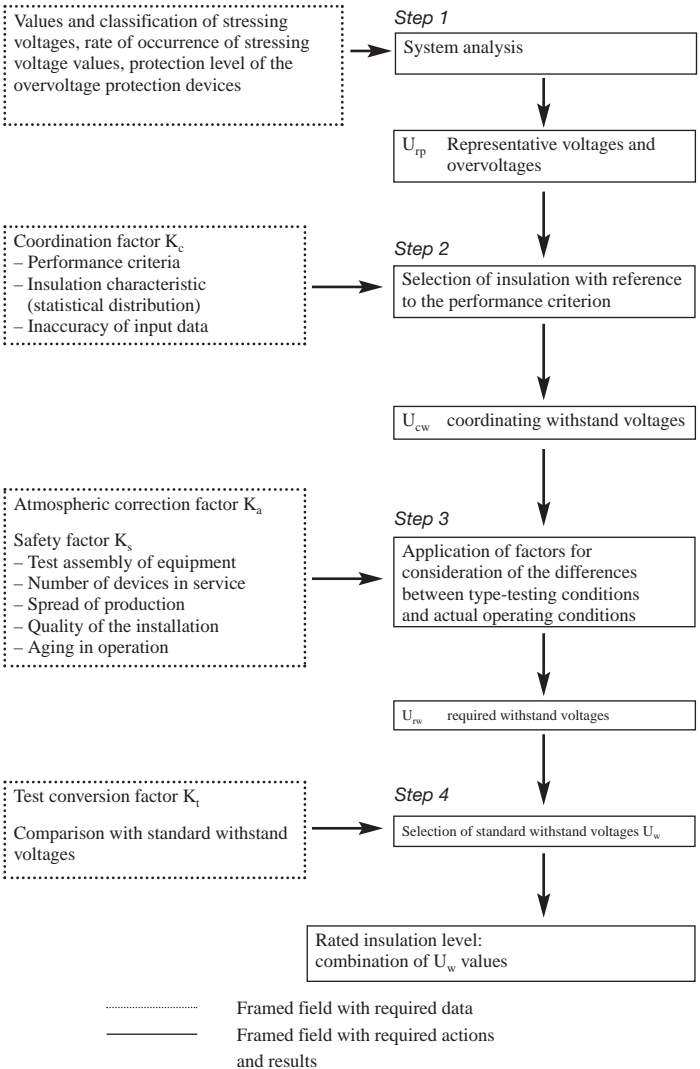 Values and classification of stressing
voltages, rate of occurrence of stressing
voltage values, protection level of the
overvoltage protection devices
Step 1
System analysis
U_rp Representative voltages and
overvoltages
Coordination factor K_c
– Performance criteria
– Insulation characteristic
(statistical distribution)
– Inaccuracy of input data
Step 2
Selection of insulation with reference
to the performance criterion
U_cw coordinating withstand voltages
Atmospheric correction factor K_a
Safety factor K_s
– Test assembly of equipment
– Number of devices in service
– Spread of production
– Quality of the installation
– Aging in operation
Step 3
Application of factors for
consideration of the differences
between type-testing conditions
and actual operating conditions
U_rw required withstand voltages
Test conversion factor K_t
Comparison with standard withstand
voltages
Step 4
Selection of standard withstand voltages U_w
Rated insulation level:
combination of U_w values
Framed field with required data
Framed field with required actions
and results